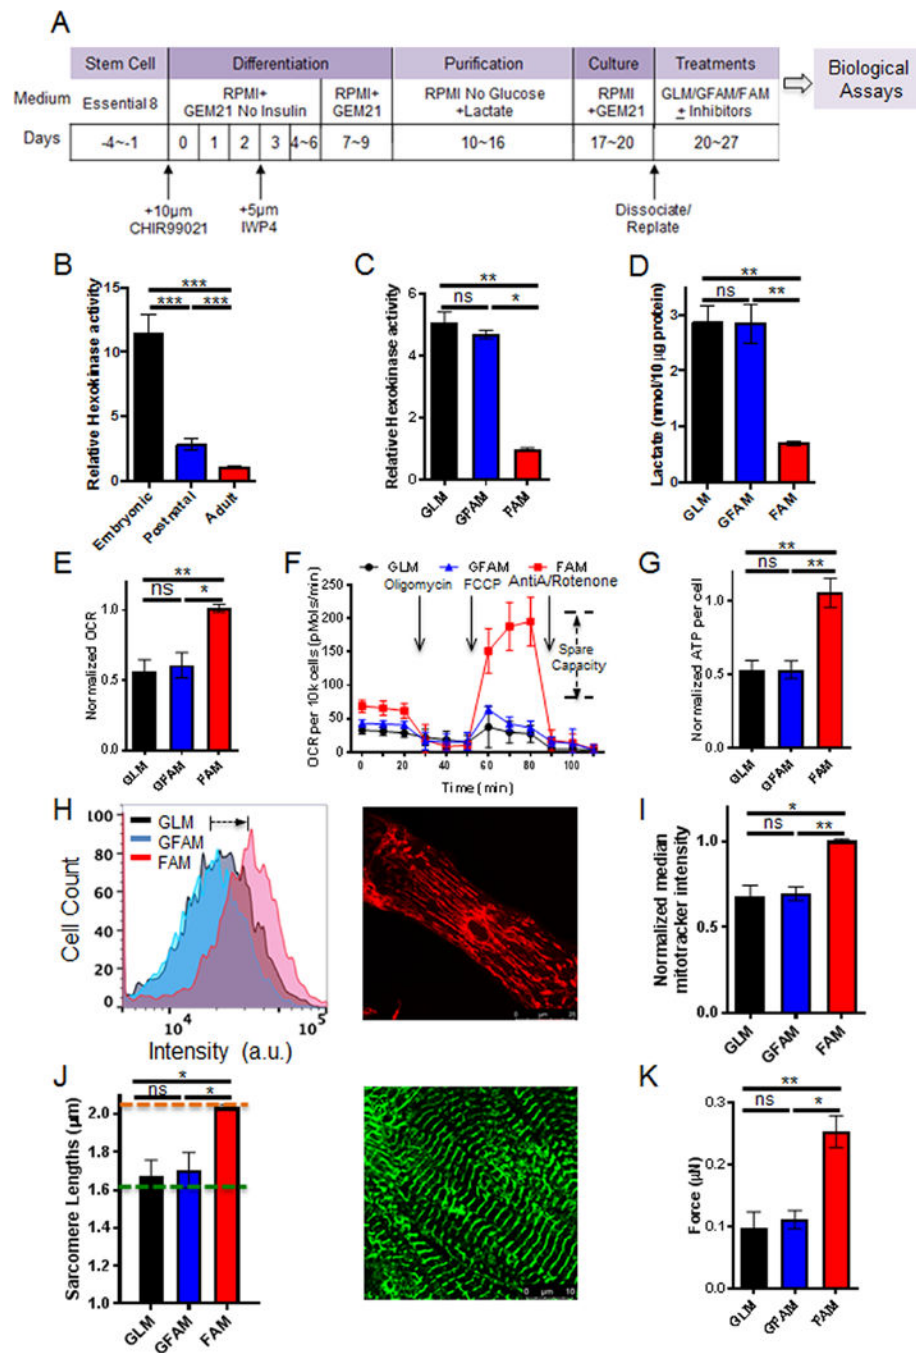 A
Stem Cell Differentiation Purification Culture Treatments
Medium Essential 8 RPMI+ GEM21 No Insulin RPMI+ GEM21 RPMI No Glucose +Lactate RPMI +GEM21 GLM/GFAM/FAM ± Inhibitors
Days -4~-1 0 1 2 3 4~6 7~9 10~16 17~20 20~27
Biological
Assays
+10µm
CHIR99021
+5µm
IWP4
Dissociate/
Replate
B
Relative Hexokinase activity
15
10
5
0
***
*** ***
Embryonic
Postnatal
Adult
C
Relative Hexokinase activity
6
4
2
0
**
ns *
GLM
GFAM
FAM
D
Lactate (nmol/10 µg protein)
3
2
1
0
**
ns **
GLM
GFAM
FAM
E
Normalized OCR
1.0
0.5
0.0
**
ns *
GLM
GFAM
FAM
F
GLM GFAM FAM
Oligomycin FCCP AntiA/Rotenone
Spare
Capacity
OCR per 10k cells (pMols/min)
250
200
150
100
50
0
0 20 40 60 80 100
Time (min)
G
Normalized ATP per cell
1.0
0.5
0.0
**
ns **
GLM
GFAM
FAM
H
GLM
GFAM
FAM
Cell Count
100
80
60
40
20
0
10^4 10^5
Intensity (a.u.)
0 µm 25
I
Normalized median
mitotracker intensity
1.0
0.5
0.0
*
ns **
GLM
GFAM
FAM
J
Sarcomere Lengths (µm)
2.0
1.8
1.6
1.4
1.2
1.0
*
ns *
GLM
GFAM
FAM
0 µm 10
K
Force (µN)
0.3
0.2
0.1
0.0
**
ns *
GLM
GFAM
FAM